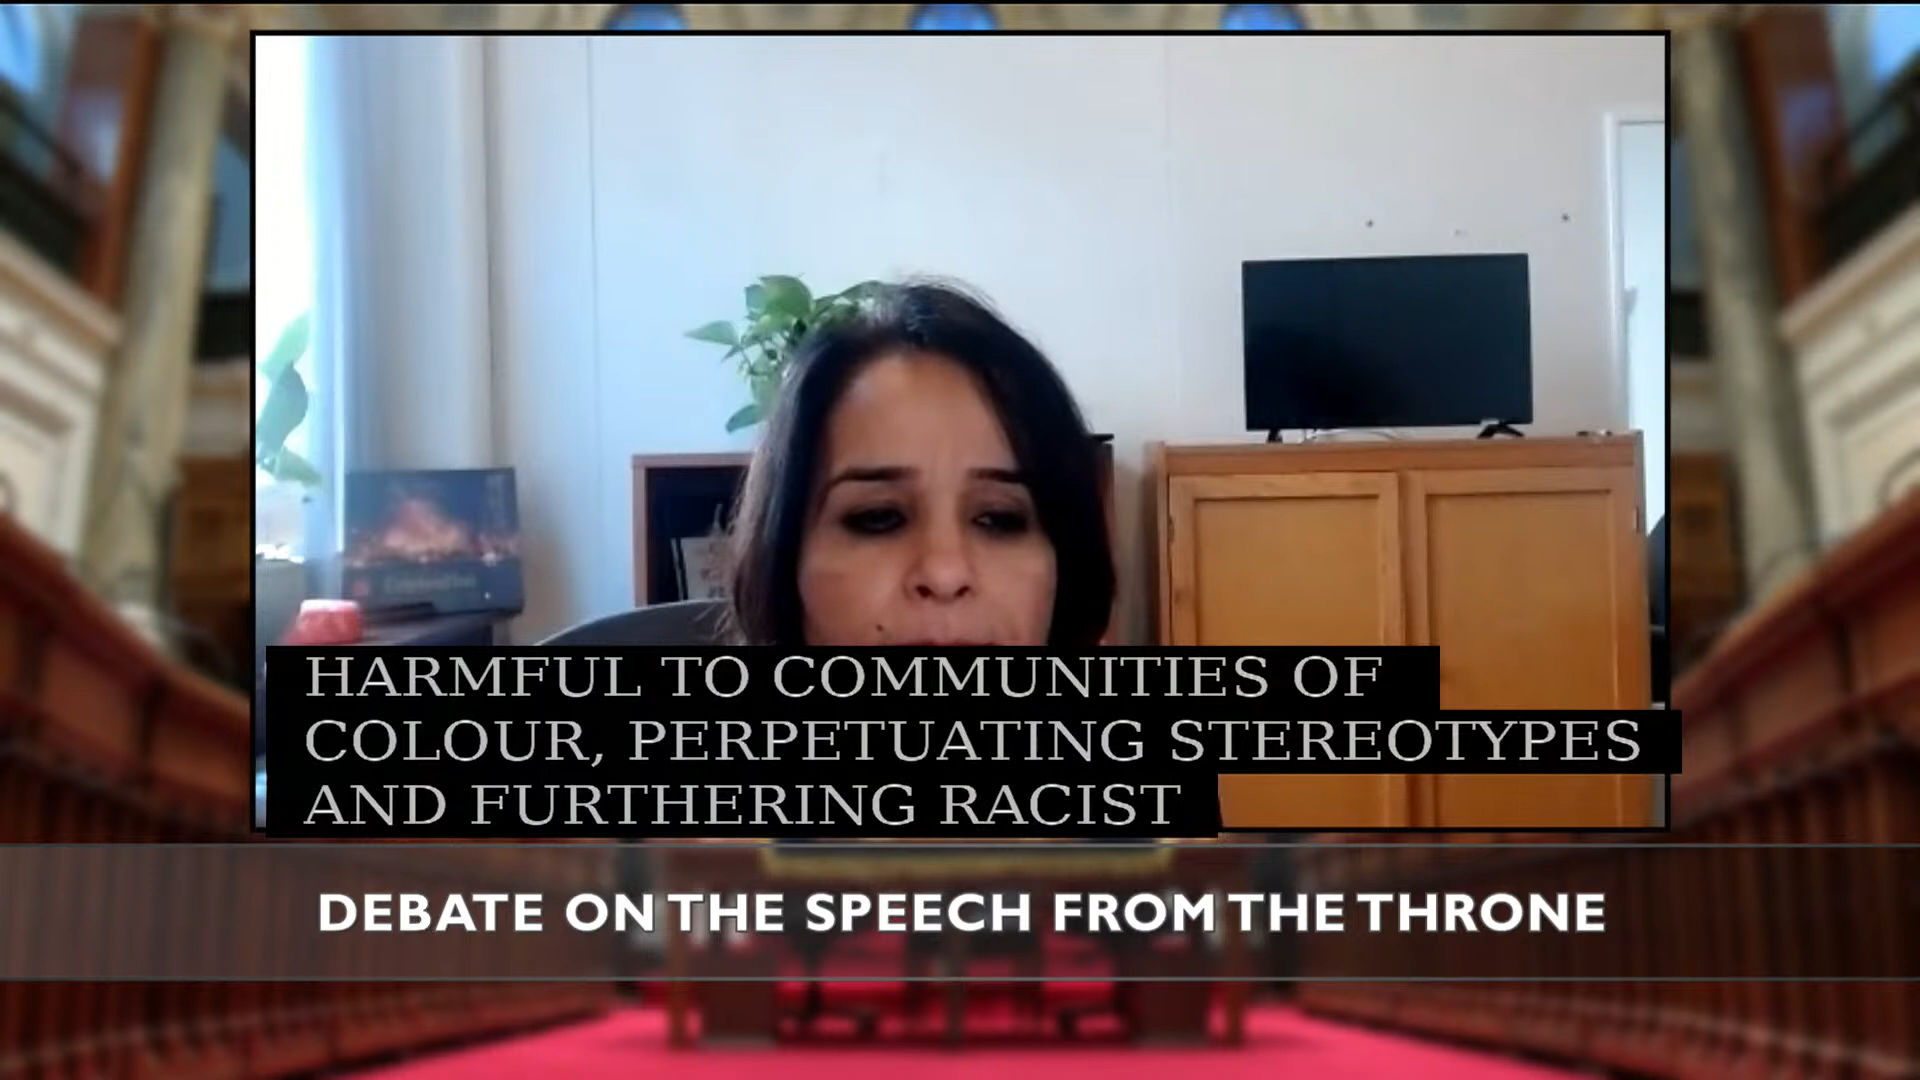 HARMFUL TO COMMUNITIES OF
COLOUR, PERPETUATING STEREOTYPES
AND FURTHERING RACIST
DEBATE ON THE SPEECH FROM THE THRONE